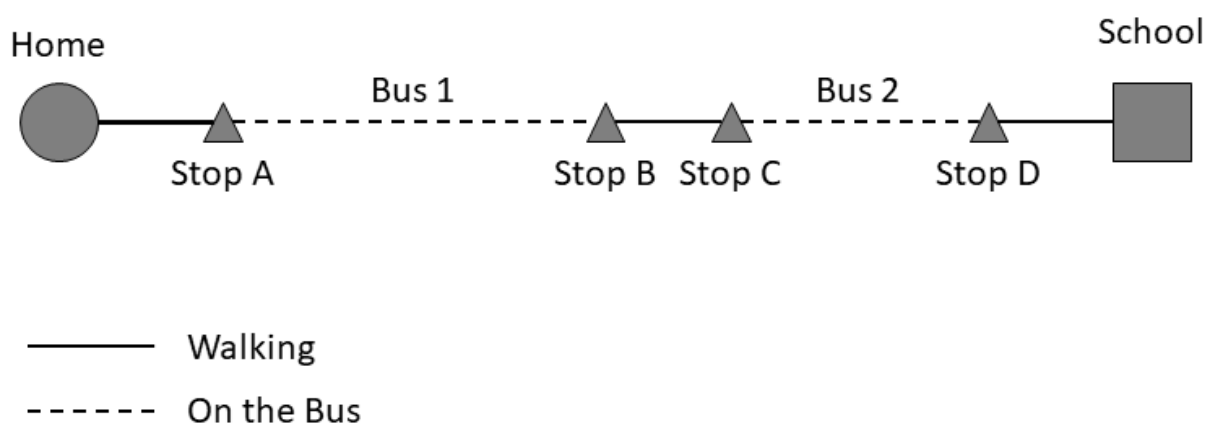 Home
School
Bus 1
Bus 2
Stop A
Stop B
Stop C
Stop D
Walking
On the Bus